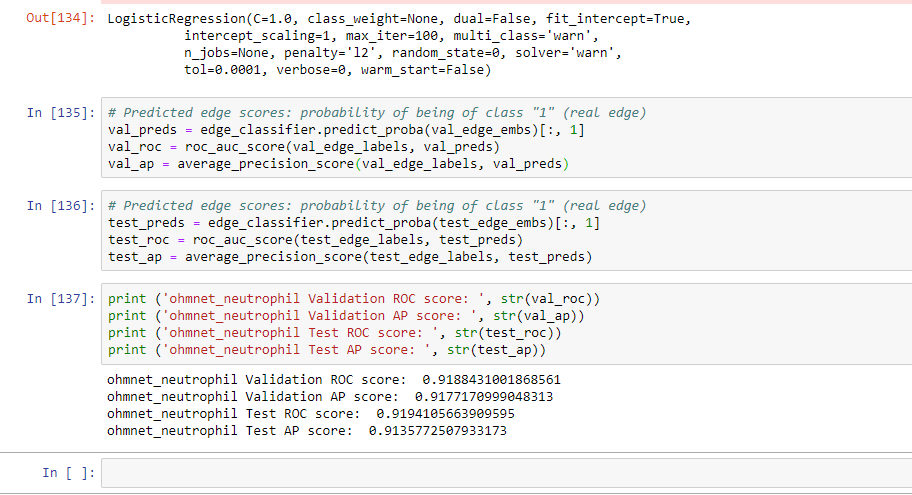 Out[134]: LogisticRegression(C=1.0, class_weight=None, dual=False, fit_intercept=True,
intercept_scaling=1, max_iter=100, multi_class='warn',
n_jobs=None, penalty='l2', random_state=0, solver='warn',
tol=0.0001, verbose=0, warm_start=False)
In [135]: # Predicted edge scores: probability of being of class "1" (real edge)
val_preds = edge_classifier.predict_proba(val_edge_embs)[:, 1]
val_roc = roc_auc_score(val_edge_labels, val_preds)
val_ap = average_precision_score(val_edge_labels, val_preds)
In [136]: # Predicted edge scores: probability of being of class "1" (real edge)
test_preds = edge_classifier.predict_proba(test_edge_embs)[:, 1]
test_roc = roc_auc_score(test_edge_labels, test_preds)
test_ap = average_precision_score(test_edge_labels, test_preds)
In [137]: print ('ohmnet_neutrophil Validation ROC score: ', str(val_roc))
print ('ohmnet_neutrophil Validation AP score: ', str(val_ap))
print ('ohmnet_neutrophil Test ROC score: ', str(test_roc))
print ('ohmnet_neutrophil Test AP score: ', str(test_ap))
ohmnet_neutrophil Validation ROC score:  0.9188431001868561
ohmnet_neutrophil Validation AP score:  0.9177170999048313
ohmnet_neutrophil Test ROC score:  0.9194105663909595
ohmnet_neutrophil Test AP score:  0.9135772507933173
In [ ]: